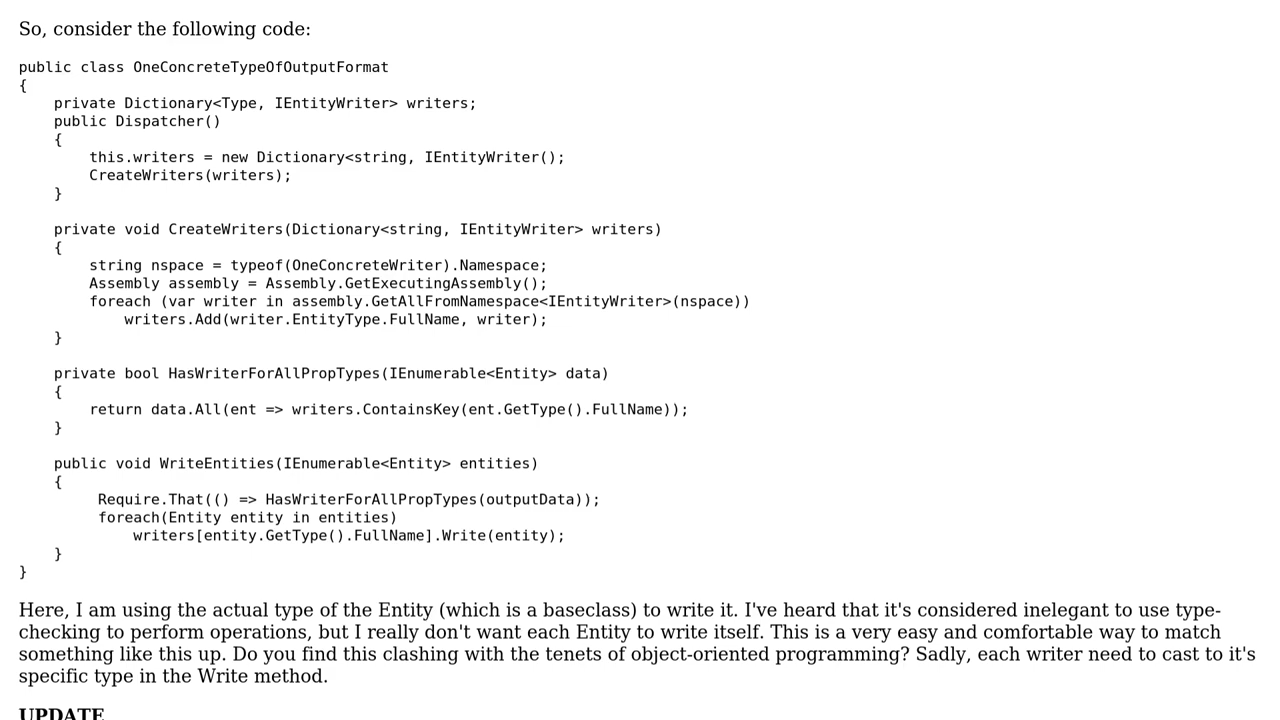 So, consider the following code:
public class OneConcreteTypeOfOutputFormat
{
    private Dictionary<Type, IEntityWriter> writers;
    public Dispatcher()
    {
        this.writers = new Dictionary<string, IEntityWriter();
        CreateWriters(writers);
    }

    private void CreateWriters(Dictionary<string, IEntityWriter> writers)
    {
        string nspace = typeof(OneConcreteWriter).Namespace;
        Assembly assembly = Assembly.GetExecutingAssembly();
        foreach (var writer in assembly.GetAllFromNamespace<IEntityWriter>(nspace))
            writers.Add(writer.EntityType.FullName, writer);
    }

    private bool HasWriterForAllPropTypes(IEnumerable<Entity> data)
    {
        return data.All(ent => writers.ContainsKey(ent.GetType().FullName));
    }

    public void WriteEntities(IEnumerable<Entity> entities)
    {
         Require.That(() => HasWriterForAllPropTypes(outputData));
         foreach(Entity entity in entities)
             writers[entity.GetType().FullName].Write(entity);
    }
}
Here, I am using the actual type of the Entity (which is a baseclass) to write it. I've heard that it's considered inelegant to use type-
checking to perform operations, but I really don't want each Entity to write itself. This is a very easy and comfortable way to match
something like this up. Do you find this clashing with the tenets of object-oriented programming? Sadly, each writer need to cast to it's
specific type in the Write method.
UPDATE